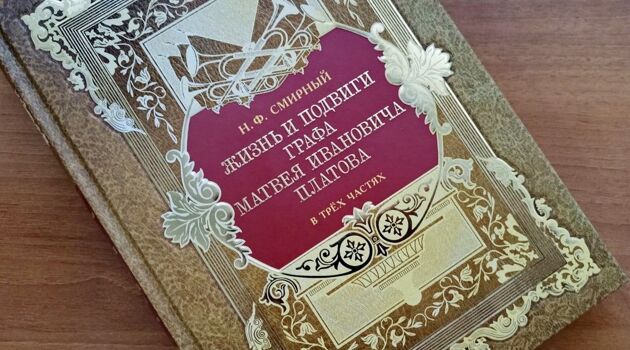 Н. Ф. СМИРНЫЙ
ЖИЗНЬ И ПОДВИГИ
ГРАФА
МАТВЕЯ ИВАНОВИЧА
ПЛАТОВА
В ТРЁХ ЧАСТЯХ